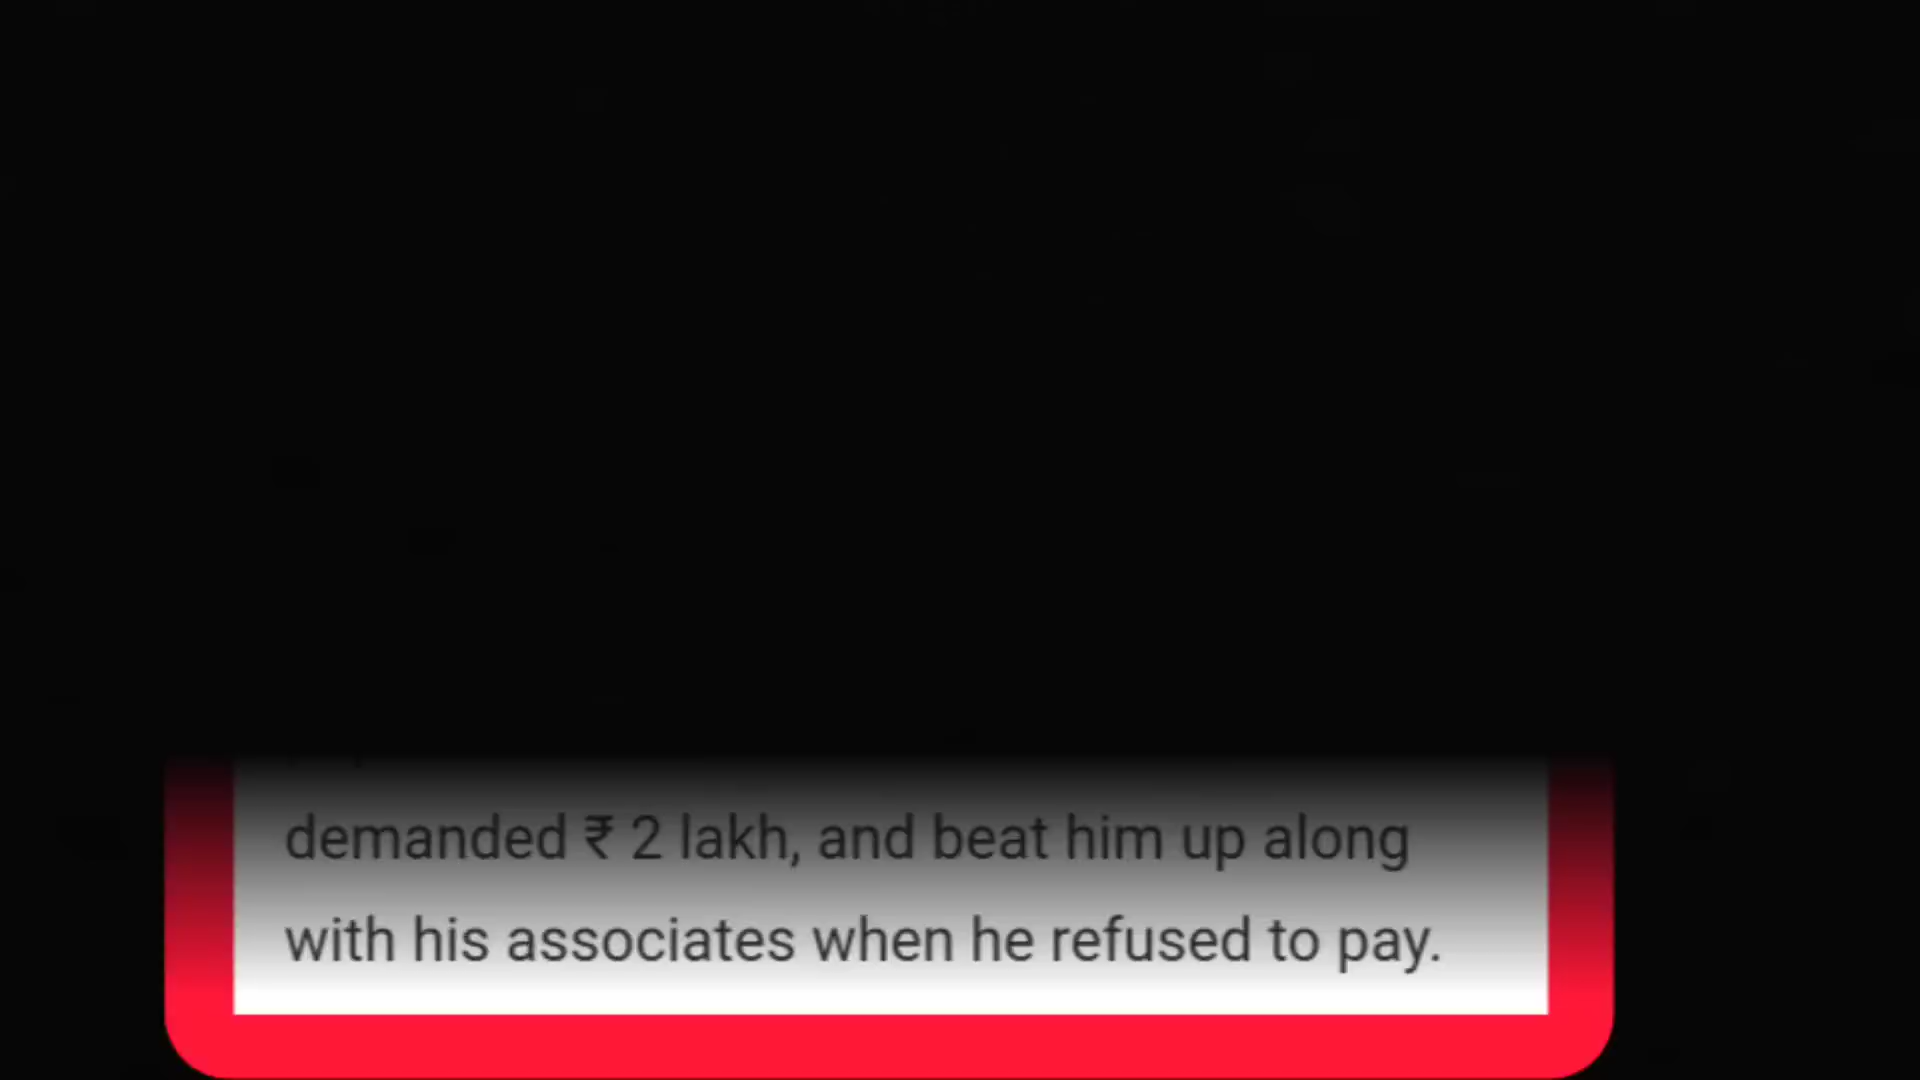 demanded ₹ 2 lakh, and beat him up along
with his associates when he refused to pay.